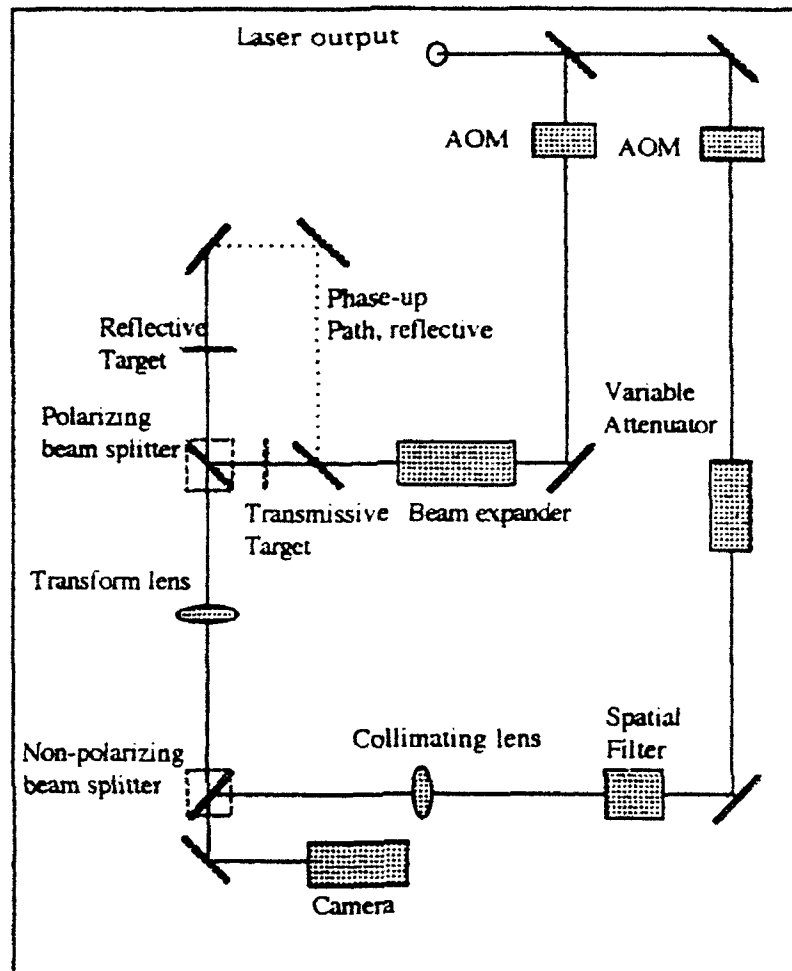 Laser output
AOM
AOM
Phase-up
Path, reflective
Reflective
Target
Variable
Attenuator
Polarizing
beam splitter
Transmissive
Target
Beam expander
Transform lens
Spatial
Filter
Collimating lens
Non-polarizing
beam splitter
Camera